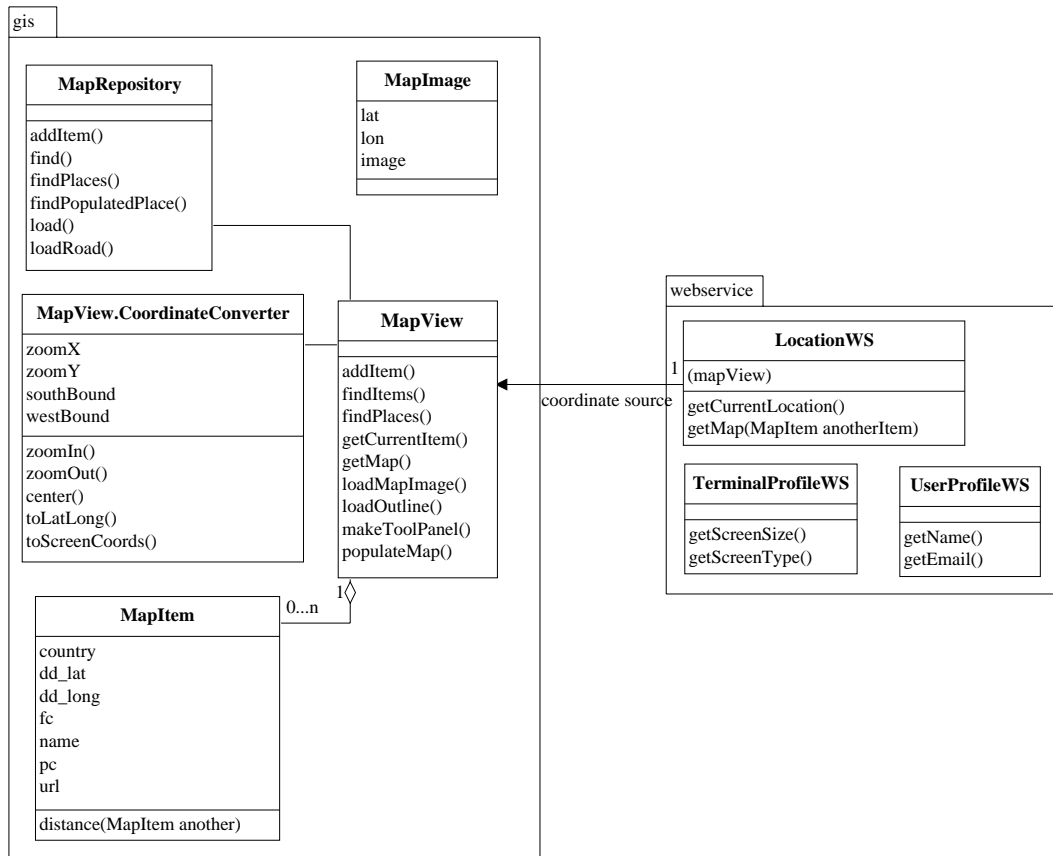 gis
MapRepository
addItem()
find()
findPlaces()
findPopulatedPlace()
load()
loadRoad()
MapImage
lat
lon
image
MapView.CoordinateConverter
zoomX
zoomY
southBound
westBound
zoomIn()
zoomOut()
center()
toLatLong()
toScreenCoords()
MapView
addItem()
findItems()
findPlaces()
getCurrentItem()
getMap()
loadMapImage()
loadOutline()
makeToolPanel()
populateMap()
1
0...n
MapItem
country
dd_lat
dd_long
fc
name
pc
url
distance(MapItem another)
coordinate source
1
webservice
LocationWS
(mapView)
getCurrentLocation()
getMap(MapItem anotherItem)
TerminalProfileWS
getScreenSize()
getScreenType()
UserProfileWS
getName()
getEmail()